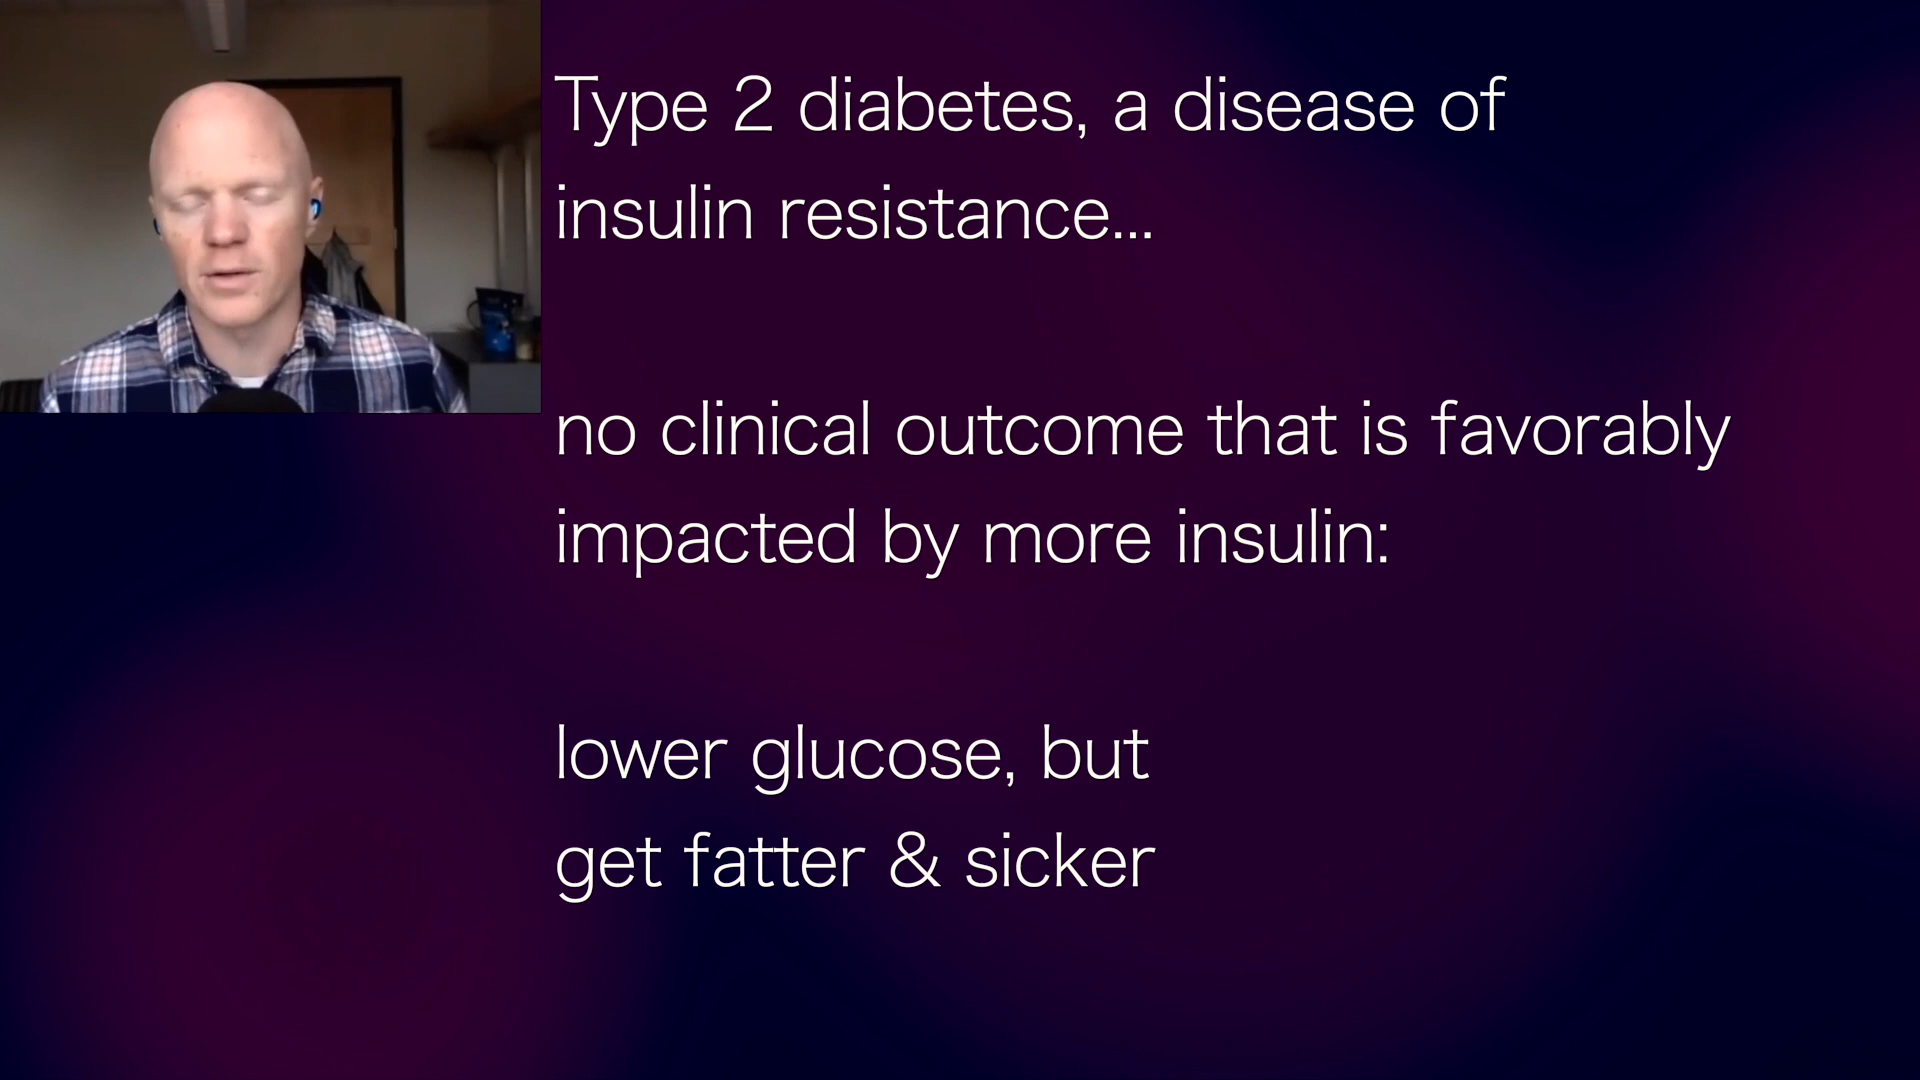 Type 2 diabetes, a disease of
insulin resistance...
no clinical outcome that is favorably
impacted by more insulin:
lower glucose, but
get fatter & sicker